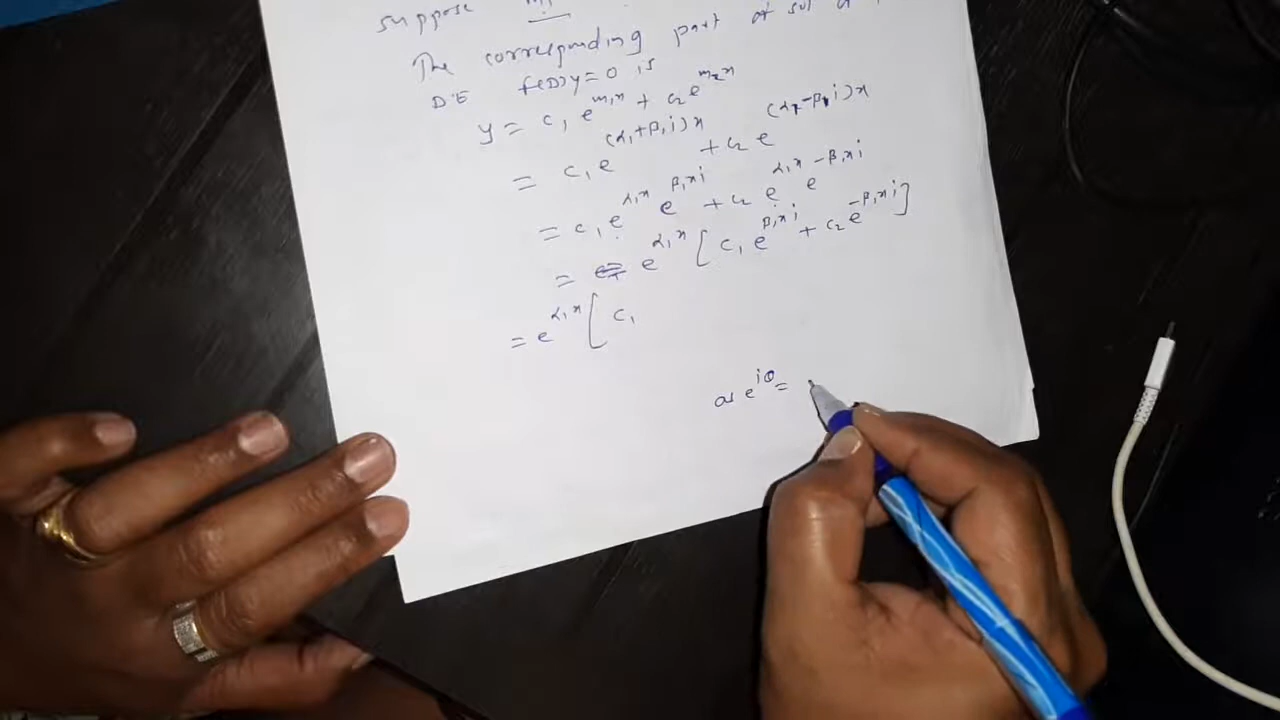 suppose m₁
The corresponding part of sol
D.E f(D)y=0 is
y = c₁ e^{m₁x} + c₂ e^{m₂x}
= c₁ e^{(α₁+β₁i)x} + c₂ e^{(α₁-β₁i)x}
= c₁ e^{α₁x} e^{β₁xi} + c₂ e^{α₁x} e^{-β₁xi}
= e^{α₁x} [ c₁ e^{β₁xi} + c₂ e^{-β₁xi} ]
= e^{α₁x} [ c₁
as e^{iθ} =